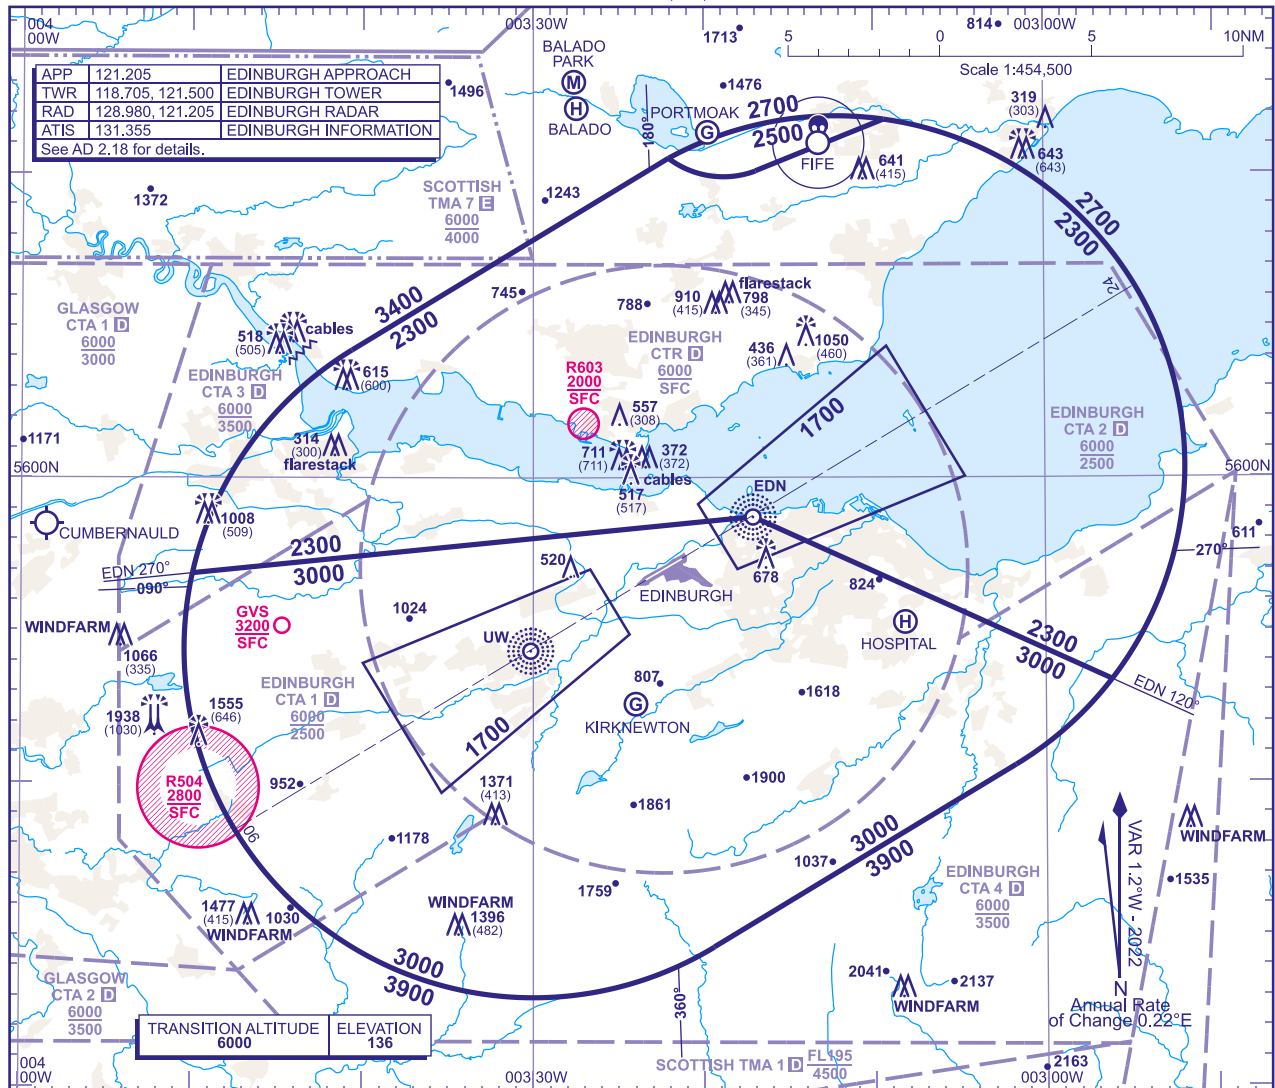 004
00W
003 30W
1713
814
003 00W
5 0 5 10NM
Scale 1:454,500
APP 121.205 EDINBURGH APPROACH
TWR 118.705, 121.500 EDINBURGH TOWER
RAD 128.980, 121.205 EDINBURGH RADAR
ATIS 131.355 EDINBURGH INFORMATION
See AD 2.18 for details.
1496
BALADO
PARK
M
H
BALADO
1476
PORTMOAK
G
180°
2700
2500
FIFE
641
(415)
319
(303)
643
(643)
1372
SCOTTISH
TMA 7 E
6000
4000
1243
2700
2300
GLASGOW
CTA 1 D
6000
3000
745
3400
2300
788
910
(415)
flarestack
798
(345)
24
518
(505)
cables
EDINBURGH
CTR D
6000
SFC
436
(361)
1050
(460)
615
(600)
EDINBURGH
CTA 3 D
6000
3500
R603
2000
SFC
557
(308)
1700
EDINBURGH
CTA 2 D
6000
2500
1171
314
(300)
flarestack
711
(711)
372
(372)
cables
517
(517)
5600N
5600N
EDN
CUMBERNAULD
1008
(509)
611
2300
3000
EDN 270°
090°
270°
520
678
EDINBURGH
824
GVS
3200
SFC
1024
H
HOSPITAL
2300
3000
WINDFARM
1066
(335)
UW
EDINBURGH
CTA 1 D
6000
2500
807
1618
EDN 120°
G
KIRKNEWTON
1938
(1030)
1555
(646)
1700
R504
2800
SFC
952
1900
1371
(413)
1861
06
1178
3000
3900
1037
VAR 1.2°W - 2022
WINDFARM
1759
EDINBURGH
CTA 4 D
6000
3500
1535
1477
(415)
WINDFARM
1030
WINDFARM
1396
(482)
3000
3900
GLASGOW
CTA 2 D
6000
3500
360°
2041
2137
WINDFARM
N
Annual Rate
of Change 0.22°E
TRANSITION ALTITUDE ELEVATION
6000 136
SCOTTISH TMA 1 D FL195
4500
2163
004
00W
003 30W
003 00W